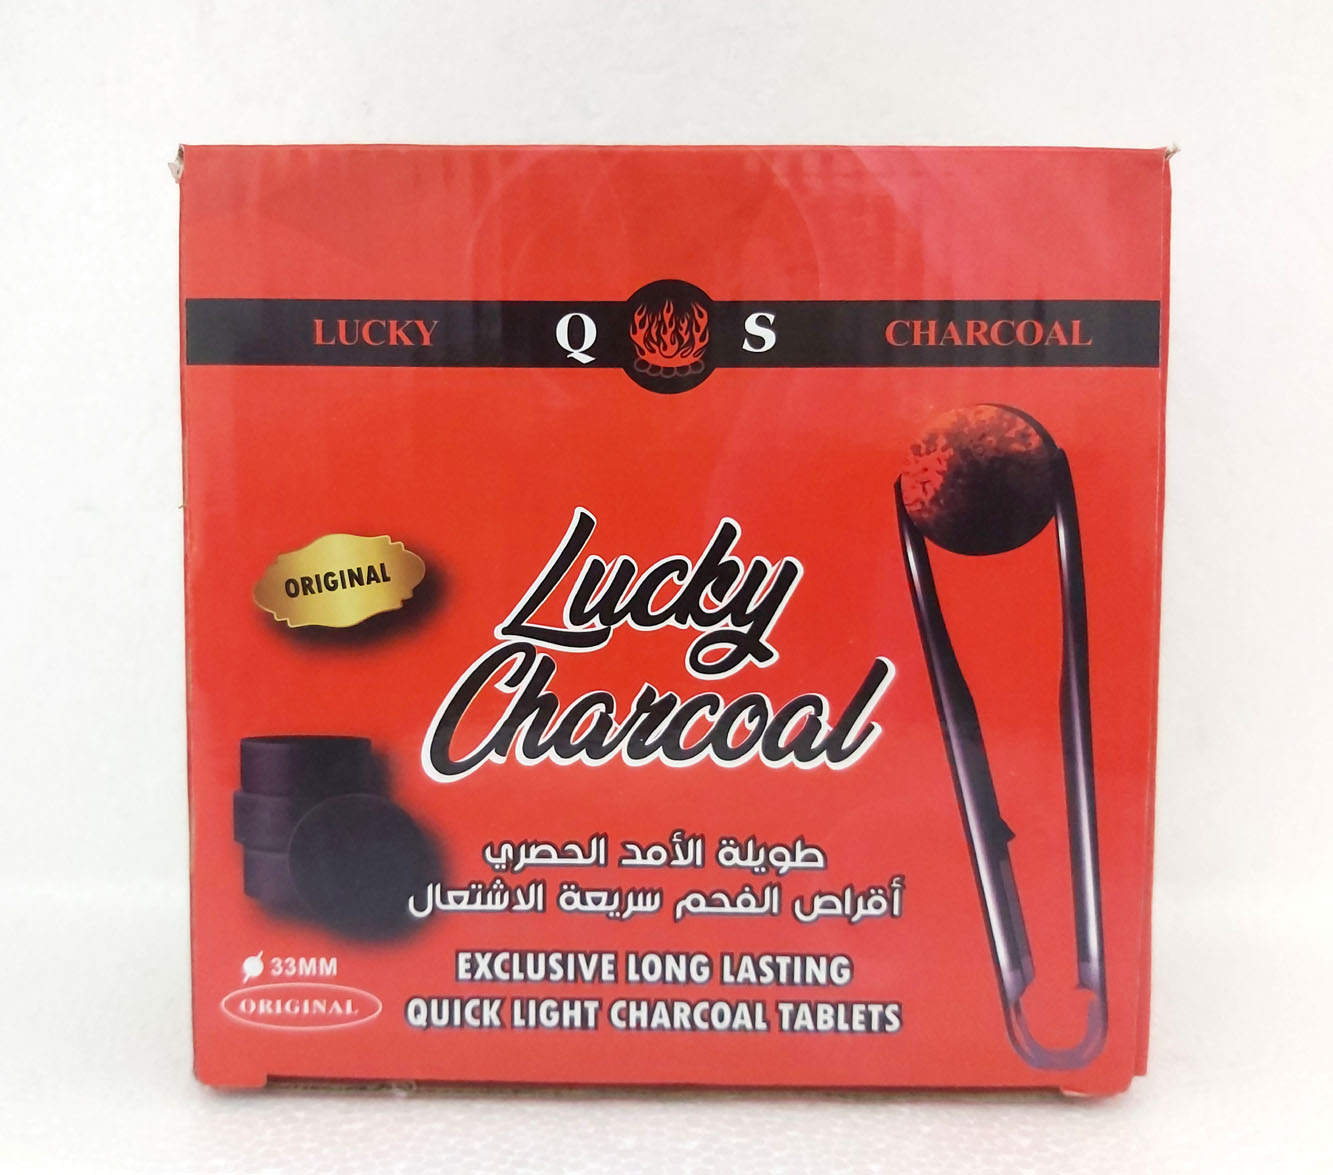 LUCKY Q S CHARCOAL
ORIGINAL
Lucky
Charcoal
طويلة الأمد الحصري
أقراص الفحم سريعة الاشتعال
33MM
ORIGINAL
EXCLUSIVE LONG LASTING
QUICK LIGHT CHARCOAL TABLETS